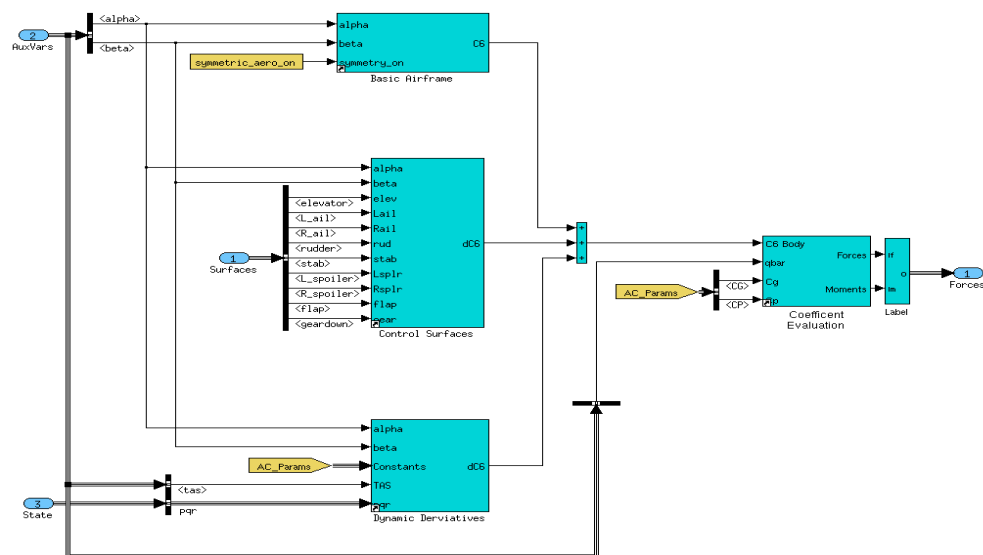 <alpha>
2
AuxVars
<beta>
alpha
beta
C6
symmetric_aero_on
symmetry_on
Basic Airframe
alpha
beta
elev
<elevator>
Lail
<L_ail>
Rail
<R_ail>
rud
dC6
<rudder>
stab
1
Surfaces
<stab>
Lsplr
<L_spoiler>
Rsplr
<R_spoiler>
flap
<flap>
gear
<geardown>
Control Surfaces
+
+
+
C6 Body
Forces
qbar
AC_Params
<CG>
Cg
Moments
<CP>
Cp
Coefficent
Evaluation
rf
o
rm
Label
1
Forces
alpha
beta
AC_Params
Constants
dC6
<tas>
TAS
3
State
pqr
pqr
Dynamic Derviatives